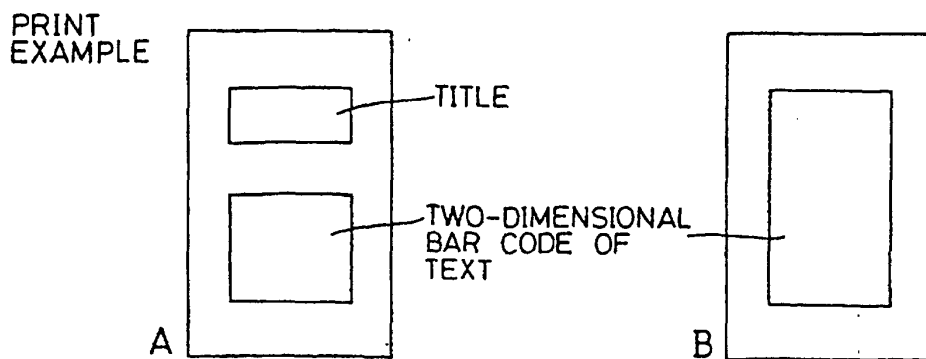 PRINT
EXAMPLE
TITLE
TWO-DIMENSIONAL
BAR CODE OF
TEXT
A
B